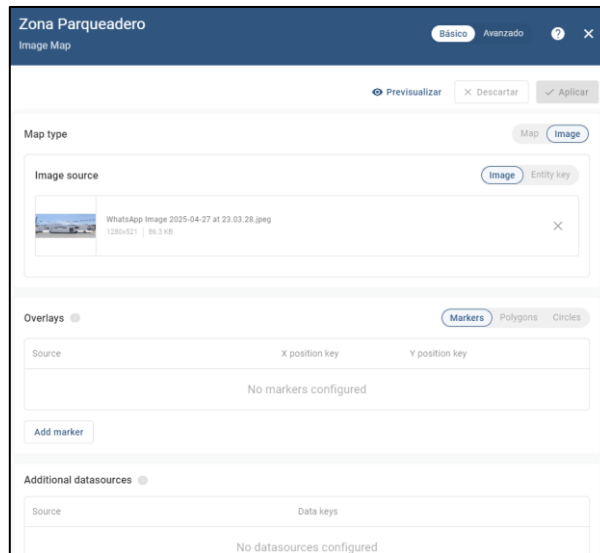 Zona Parqueadero
Image Map
Básico Avanzado
Previsualizar Descartar Aplicar
Map type Map Image
Image source Image Entity key
WhatsApp Image 2025-04-27 at 23.03.28.jpeg
1280x521 | 86.3 KB
Overlays Markers Polygons Circles
Source X position key Y position key
No markers configured
Add marker
Additional datasources
Source Data keys
No datasources configured